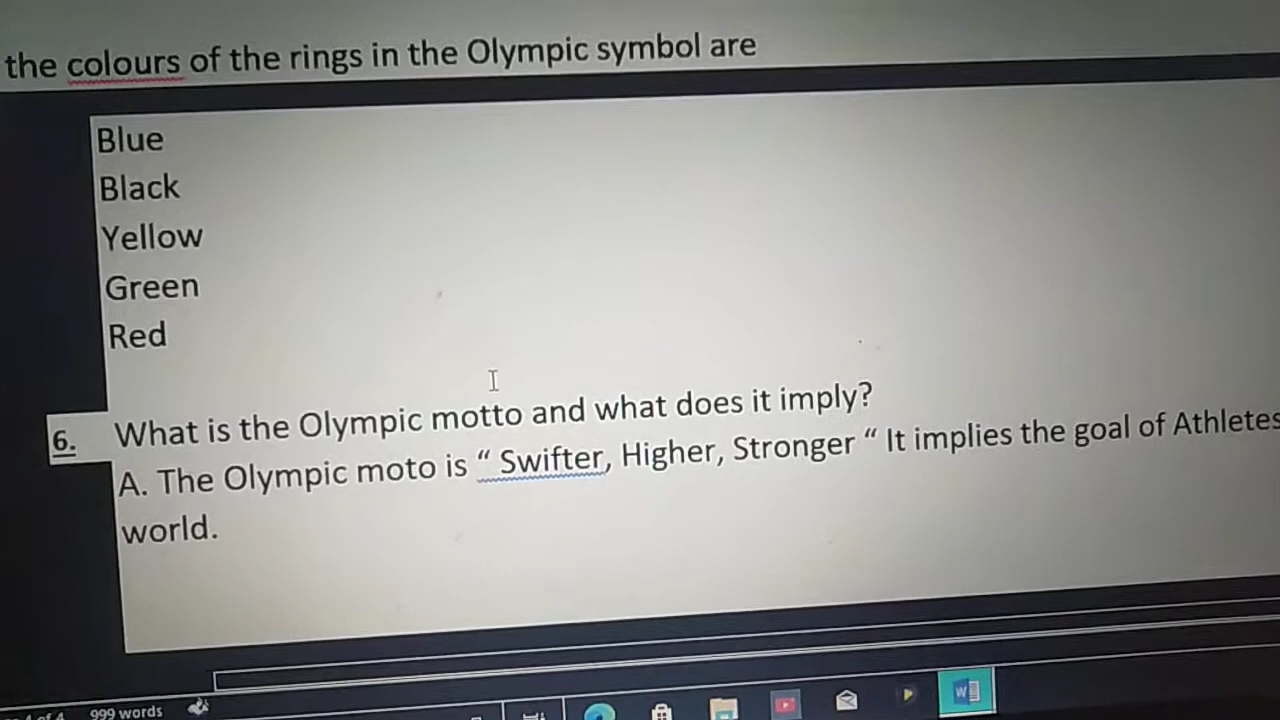 the colours of the rings in the Olympic symbol are
Blue
Black
Yellow
Green
Red
6. What is the Olympic motto and what does it imply?
A. The Olympic moto is “ Swifter, Higher, Stronger “ It implies the goal of Athletes
world.
of 4 999 words